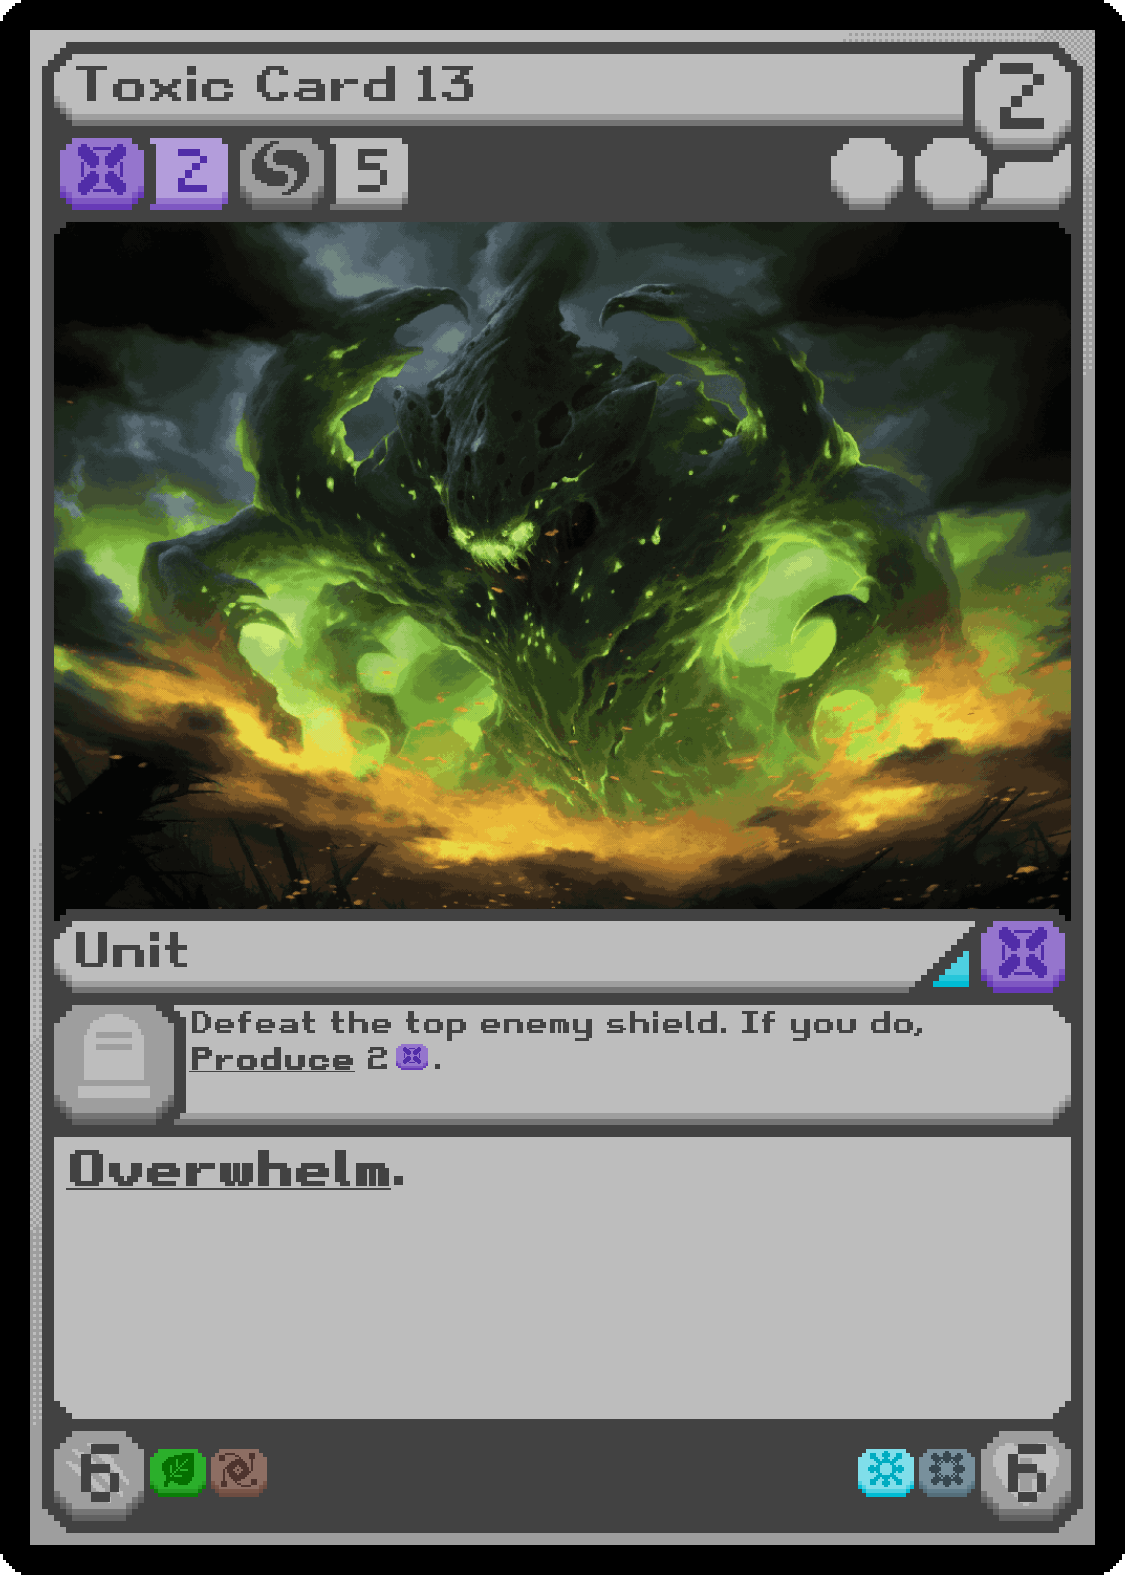 Toxic Card 13
2
2 5
Unit
Defeat the top enemy shield. If you do,
Produce 2 .
Overwhelm.
6 6